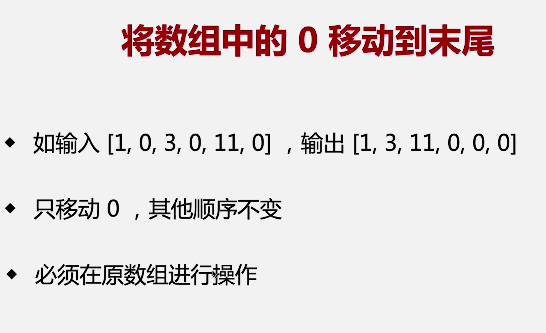 将数组中的 0 移动到末尾
如输入 [1, 0, 3, 0, 11, 0] ，输出 [1, 3, 11, 0, 0, 0]
只移动 0 ，其他顺序不变
必须在原数组进行操作